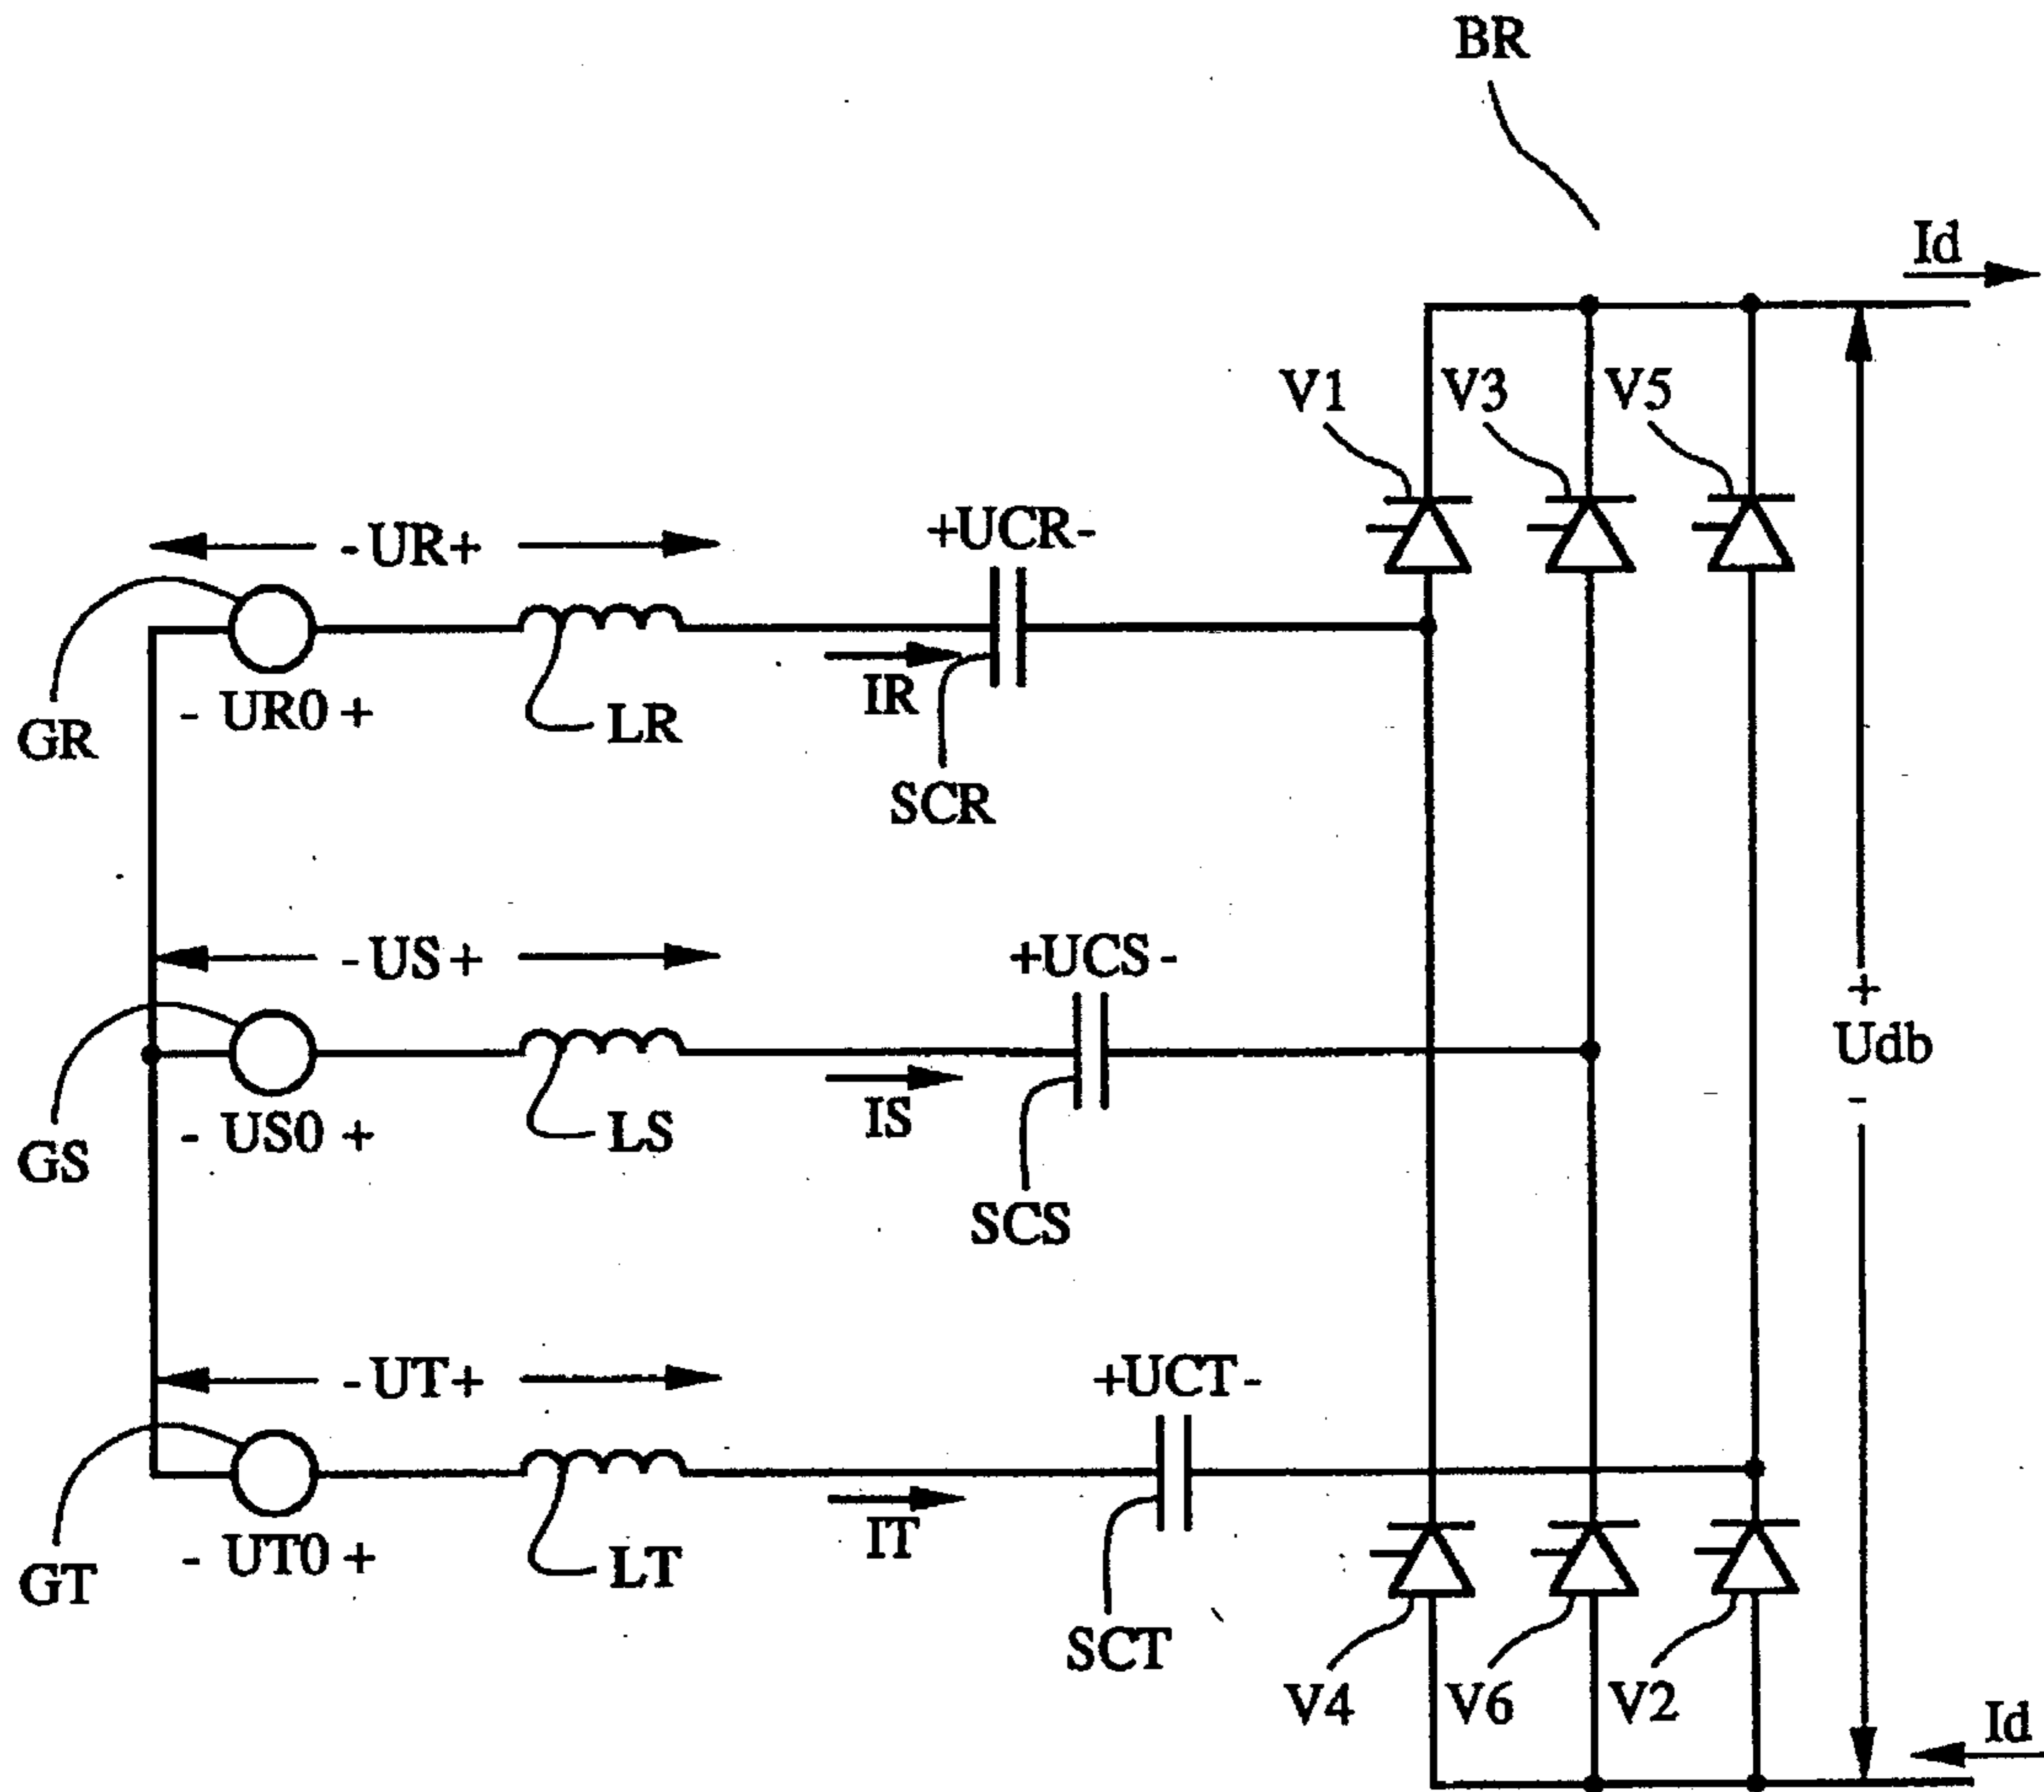 BR
Id
V1 V3 V5
- UR + +UCR-
- UR0 + LR IR
GR
SCR
- US + +UCS -
+
Udb
-
- US0 + LS IS
GS
SCS
- UT + +UCT -
- UT0 + LT IT
GT
SCT
V4 V6 V2
Id